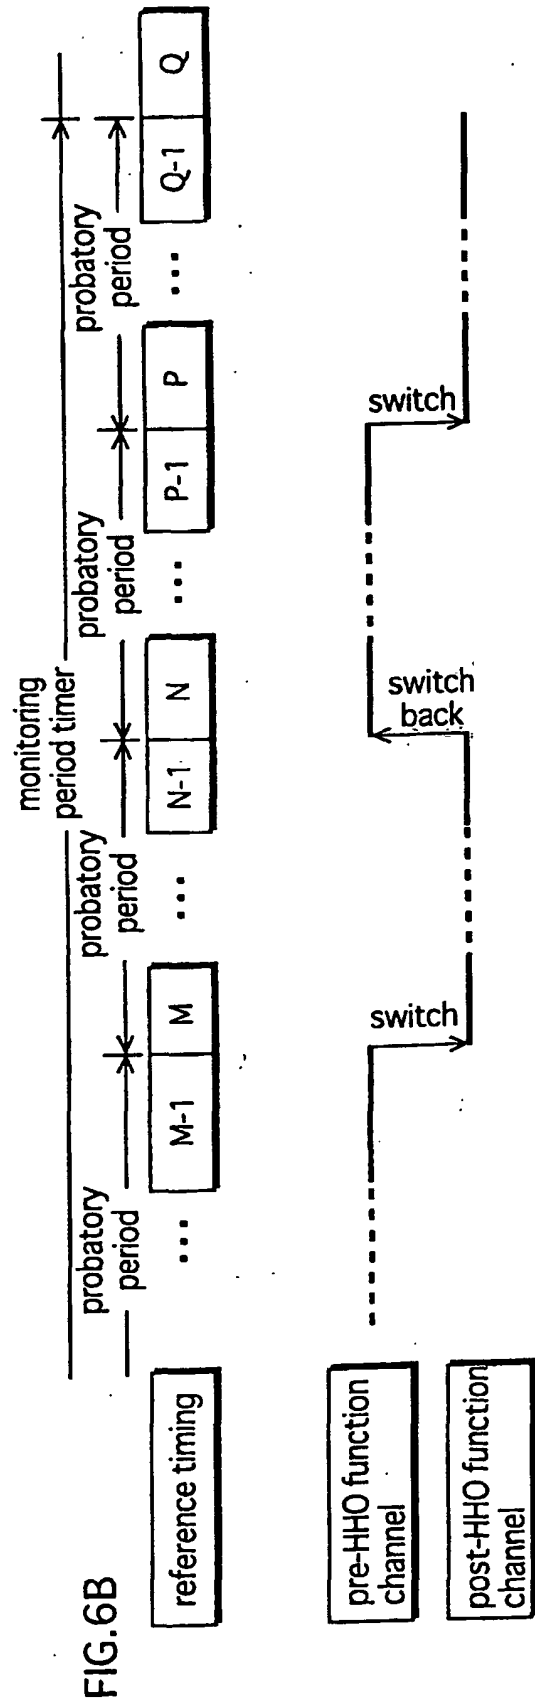 FIG.6B
monitoring
period timer
probatory
period
probatory
period
probatory
period
probatory
period
reference timing
... M-1 M ... N-1 N ... P-1 P ... Q-1 Q
pre-HHO function
channel
post-HHO function
channel
switch
switch
back
switch